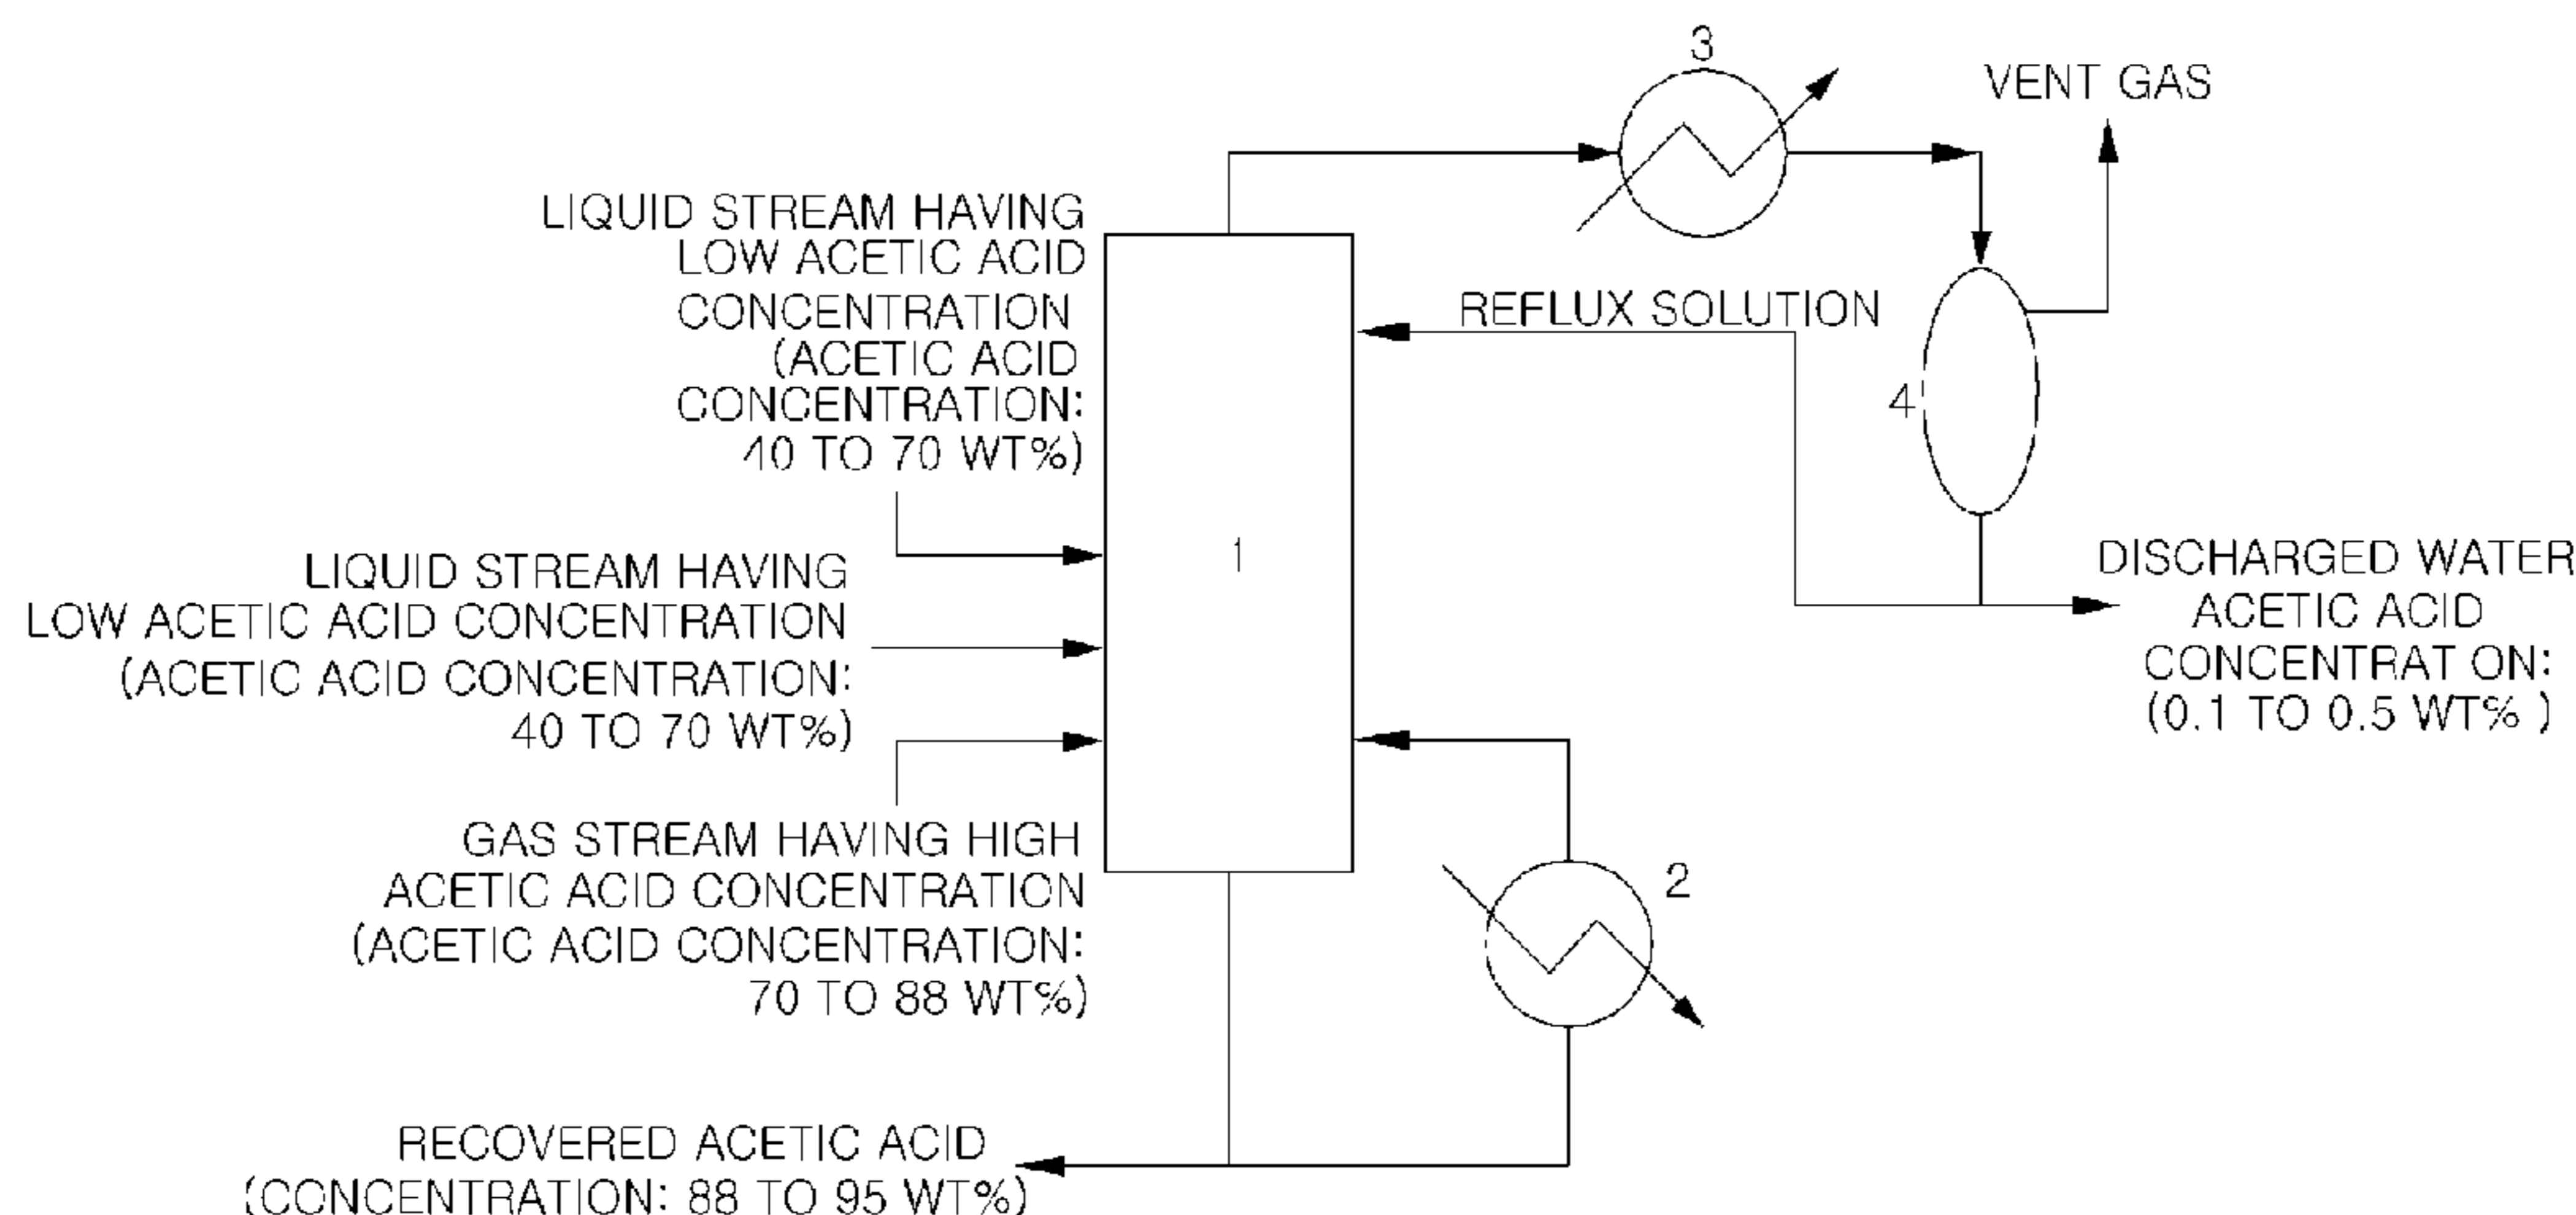 3
VENT GAS
LIQUID STREAM HAVING
LOW ACETIC ACID
CONCENTRATION
(ACETIC ACID
CONCENTRATION:
40 TO 70 WT%)
REFLUX SOLUTION
4
1
LIQUID STREAM HAVING
LOW ACETIC ACID CONCENTRATION
(ACETIC ACID CONCENTRATION:
40 TO 70 WT%)
DISCHARGED WATER
ACETIC ACID
CONCENTRAT ON:
(0.1 TO 0.5 WT% )
GAS STREAM HAVING HIGH
ACETIC ACID CONCENTRATION
(ACETIC ACID CONCENTRATION:
70 TO 88 WT%)
2
RECOVERED ACETIC ACID
(CONCENTRATION: 88 TO 95 WT%)